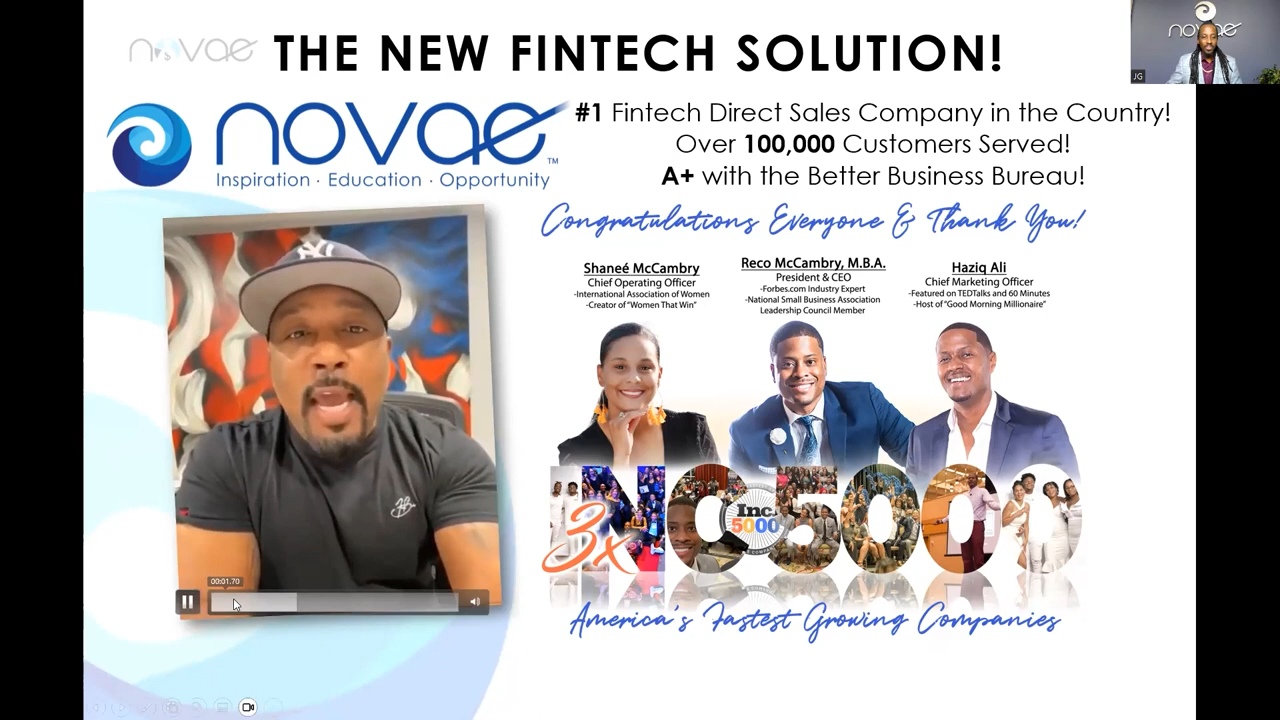 novae THE NEW FINTECH SOLUTION!
novae
JG
novae™
Inspiration · Education · Opportunity
#1 Fintech Direct Sales Company in the Country!
Over 100,000 Customers Served!
A+ with the Better Business Bureau!
Congratulations Everyone & Thank You!
Shaneé McCambry
Chief Operating Officer
-International Association of Women
-Creator of "Women That Win"
Reco McCambry, M.B.A.
President & CEO
-Forbes.com Industry Expert
-National Small Business Association
Leadership Council Member
Haziq Ali
Chief Marketing Officer
-Featured on TEDTalks and 60 Minutes
-Host of "Good Morning Millionaire"
NY
00:01.70
INC5000
3x
Inc.
5000
America's Fastest Growing Companies